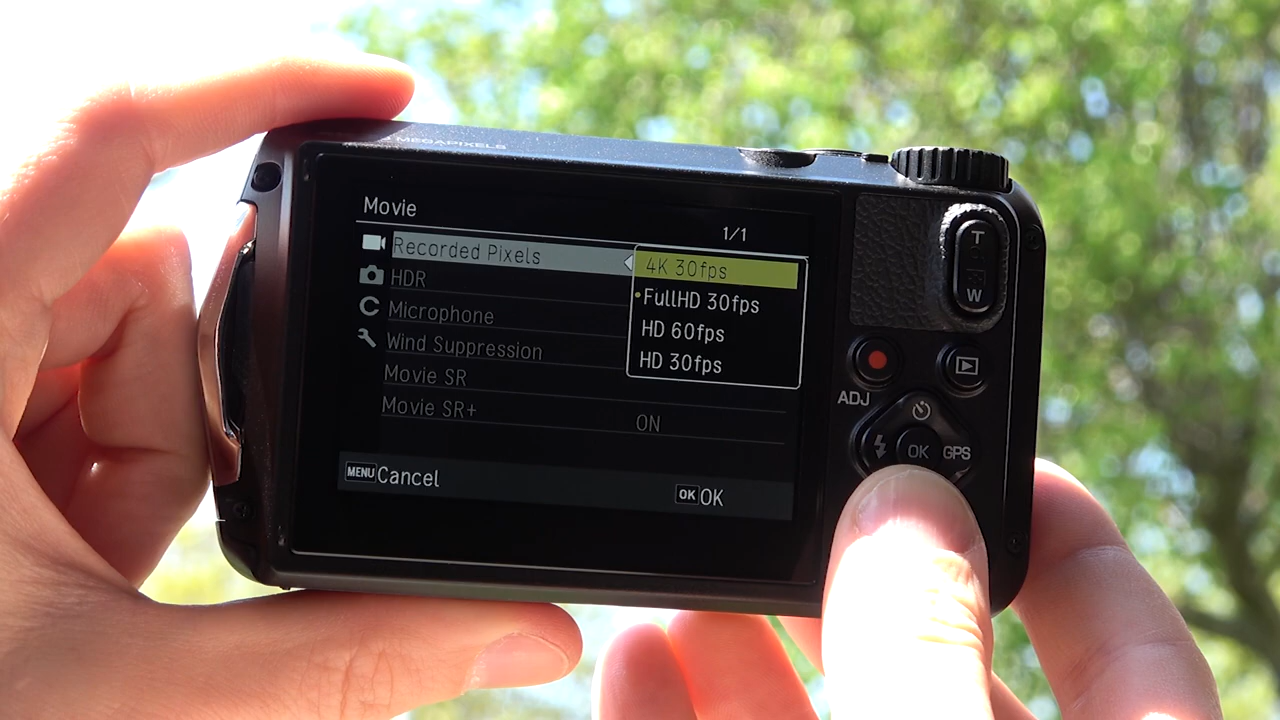 MEGAPIXELS
Movie
1/1
Recorded Pixels
4K 30fps
HDR
FullHD 30fps
Microphone
HD 60fps
Wind Suppression
HD 30fps
Movie SR
Movie SR+ ON
MENU Cancel
OK OK
T
W
ADJ
OK
GPS